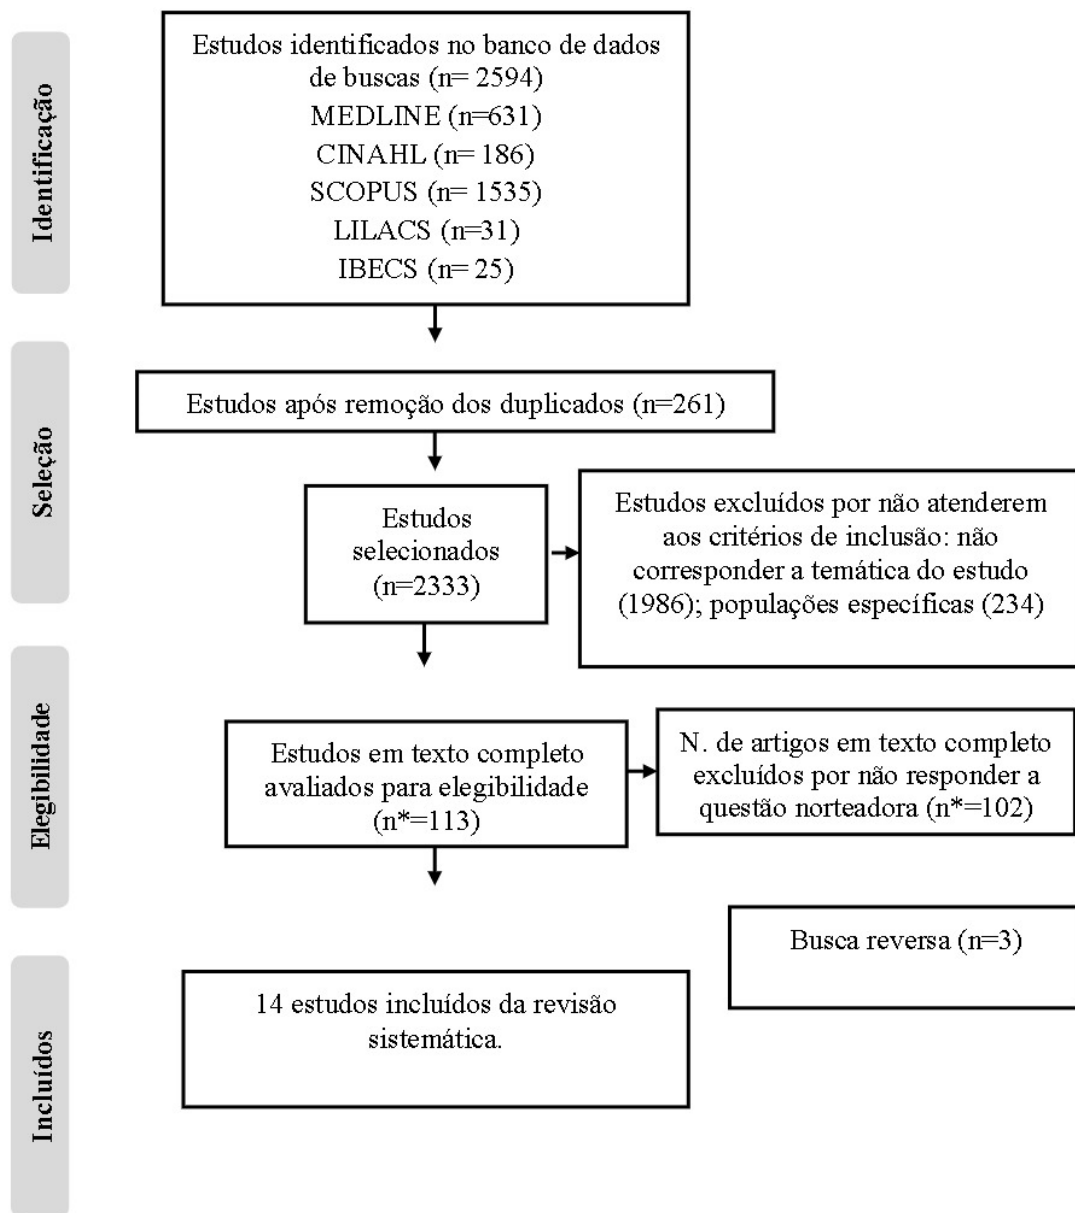 Identificação
Estudos identificados no banco de dados
de buscas (n= 2594)
MEDLINE (n=631)
CINAHL (n= 186)
SCOPUS (n= 1535)
LILACS (n=31)
IBECS (n= 25)
Seleção
Estudos após remoção dos duplicados (n=261)
Estudos
selecionados
(n=2333)
Estudos excluídos por não atenderem
aos critérios de inclusão: não
corresponder a temática do estudo
(1986); populações específicas (234)
Elegibilidade
Estudos em texto completo
avaliados para elegibilidade
(n*=113)
N. de artigos em texto completo
excluídos por não responder a
questão norteadora (n*=102)
Busca reversa (n=3)
Incluídos
14 estudos incluídos da revisão
sistemática.